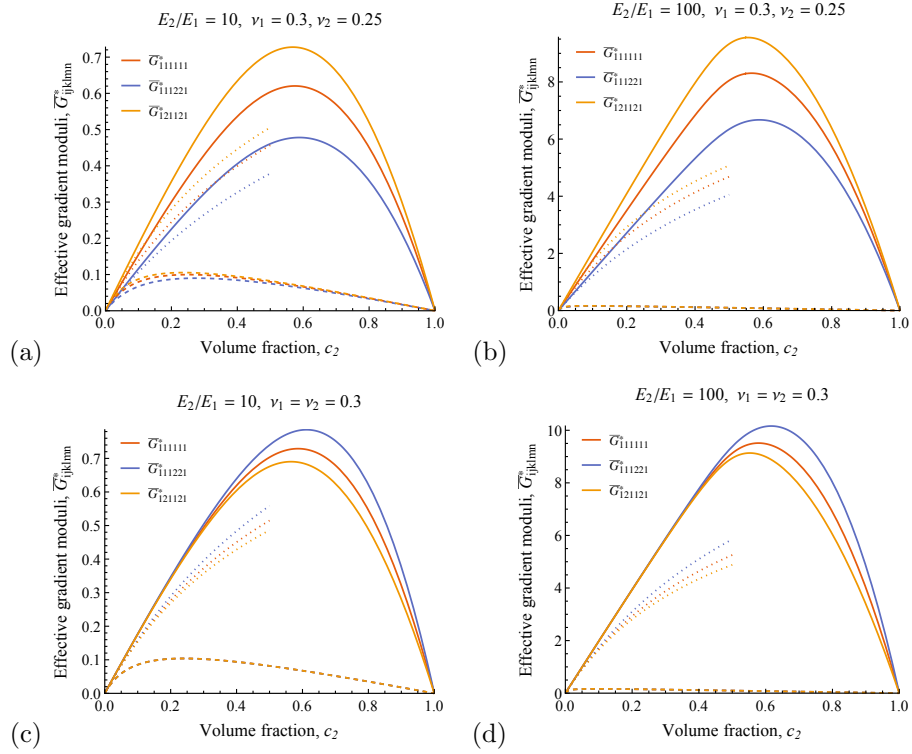 E₂/E₁ = 10, ν₁ = 0.3, ν₂ = 0.25
Effective gradient moduli, G̅*ijklmn
0.7
0.6
0.5
0.4
0.3
0.2
0.1
0.0
G̅*111111
G̅*111221
G̅*121121
0.0 0.2 0.4 0.6 0.8 1.0
Volume fraction, c₂
(a)
E₂/E₁ = 100, ν₁ = 0.3, ν₂ = 0.25
Effective gradient moduli, G̅*ijklmn
8
6
4
2
0
G̅*111111
G̅*111221
G̅*121121
0.0 0.2 0.4 0.6 0.8 1.0
Volume fraction, c₂
(b)
E₂/E₁ = 10, ν₁ = ν₂ = 0.3
Effective gradient moduli, G̅*ijklmn
0.7
0.6
0.5
0.4
0.3
0.2
0.1
0.0
G̅*111111
G̅*111221
G̅*121121
0.0 0.2 0.4 0.6 0.8 1.0
Volume fraction, c₂
(c)
E₂/E₁ = 100, ν₁ = ν₂ = 0.3
Effective gradient moduli, G̅*ijklmn
10
8
6
4
2
0
G̅*111111
G̅*111221
G̅*121121
0.0 0.2 0.4 0.6 0.8 1.0
Volume fraction, c₂
(d)